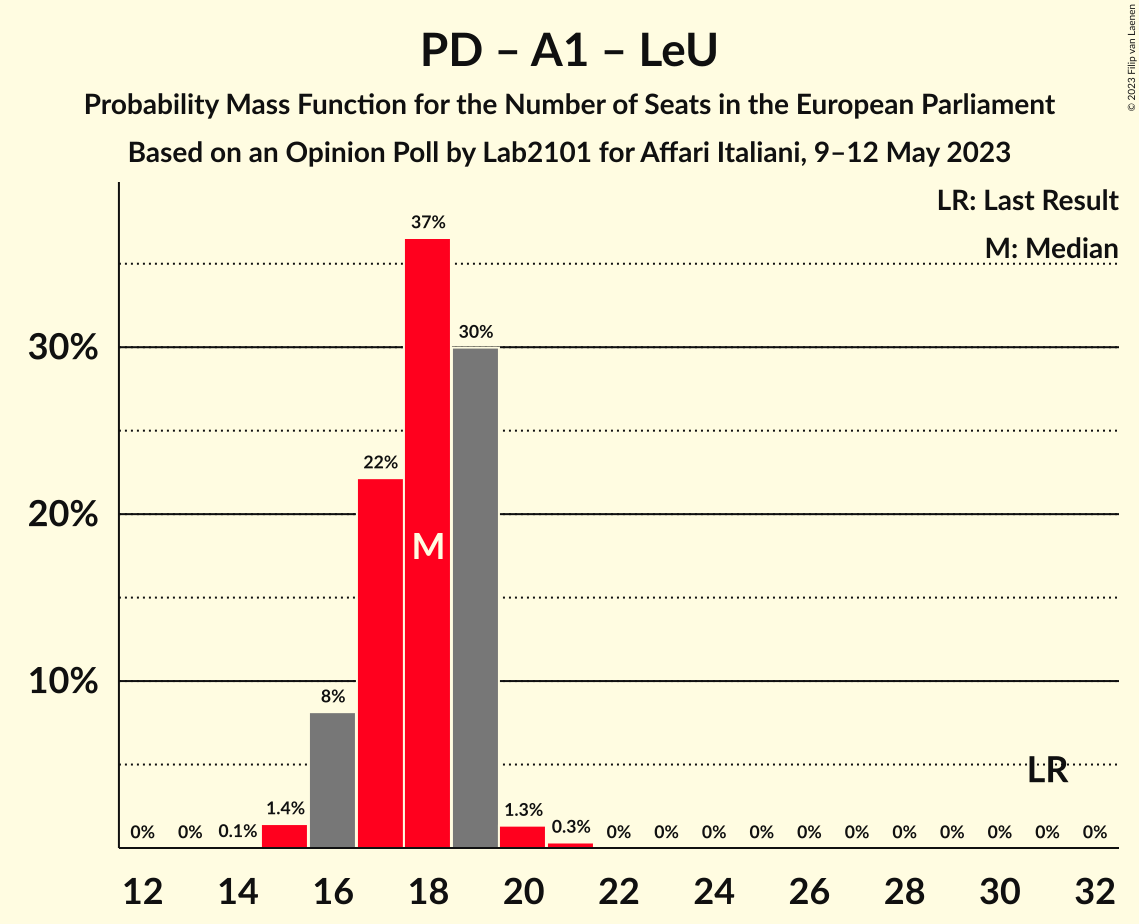 PD – A1 – LeU
Probability Mass Function for the Number of Seats in the European Parliament
Based on an Opinion Poll by Lab2101 for Affari Italiani, 9–12 May 2023
© 2023 Filip van Laenen
LR: Last Result
M: Median
37%
30%
30%
22%
20%
M
10%
8%
LR
1.4%
1.3%
0.3%
0% 0% 0.1% 0% 0% 0% 0% 0% 0% 0% 0% 0% 0% 0%
12 14 16 18 20 22 24 26 28 30 32